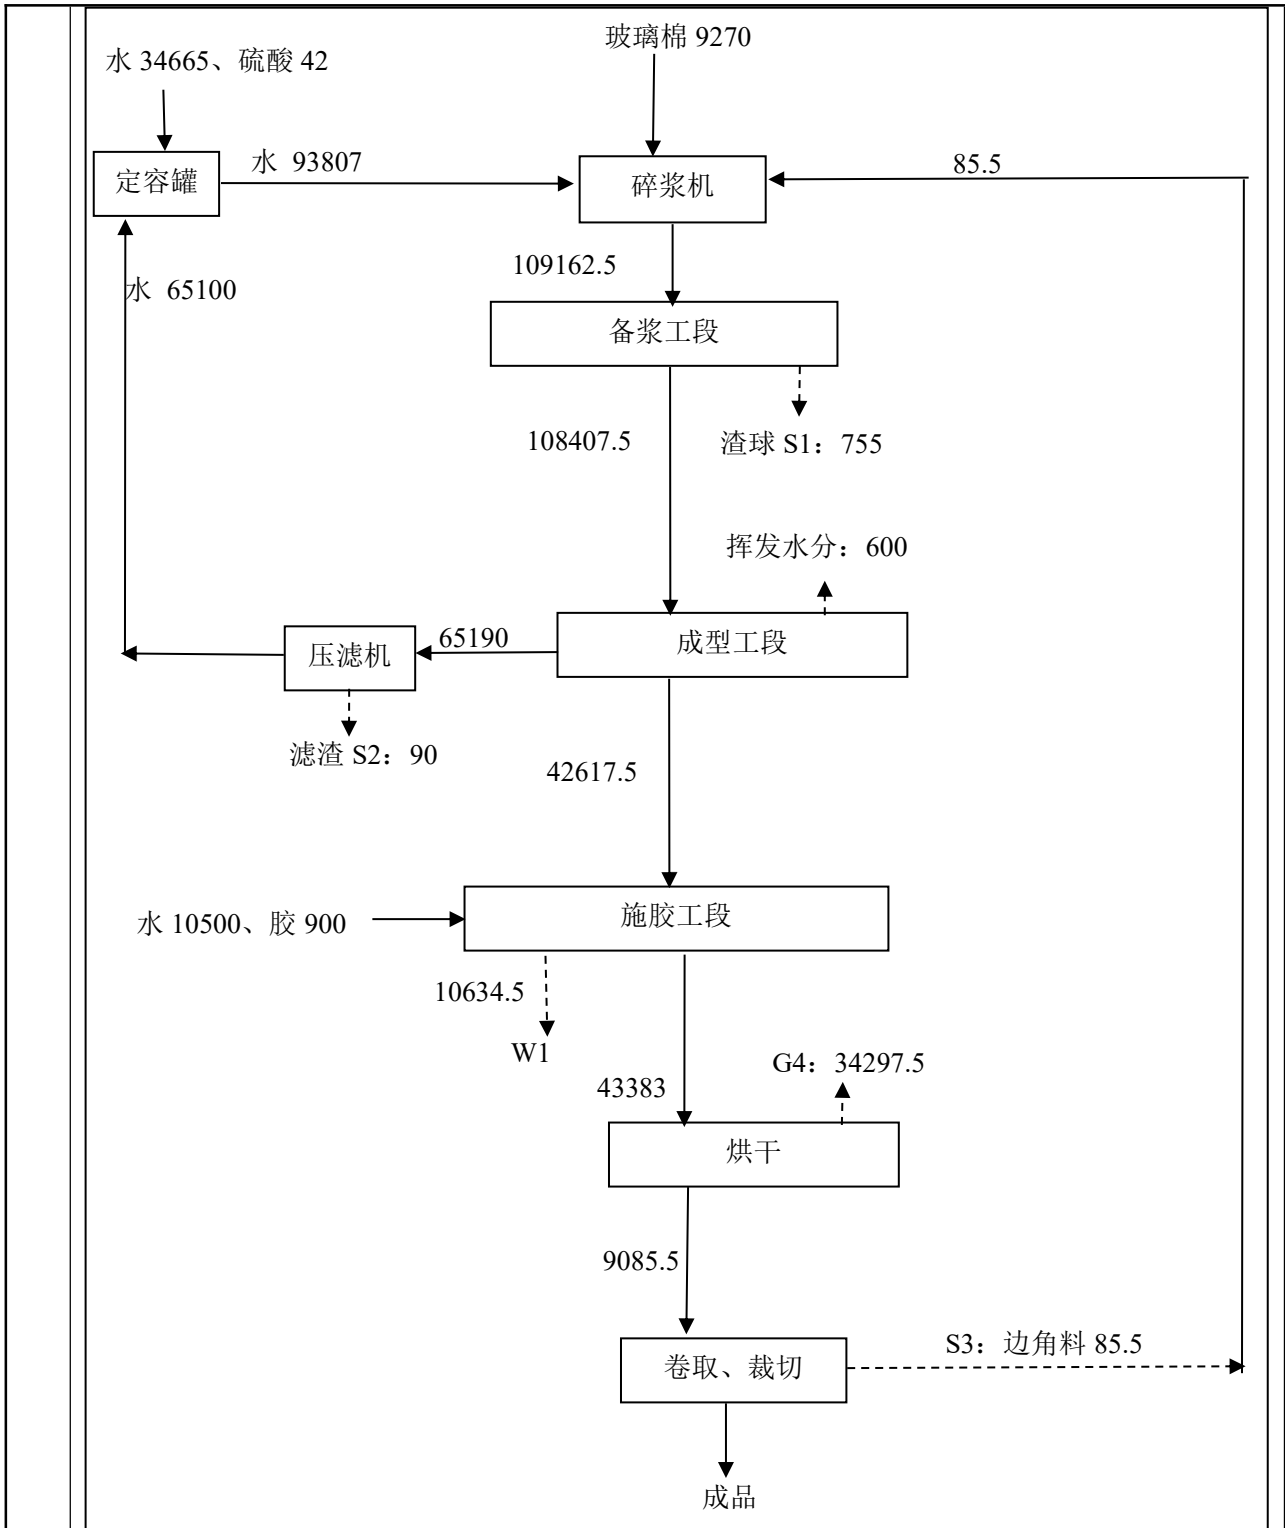 玻璃棉 9270
水 34665、硫酸 42
定容罐
水 93807
碎浆机
85.5
109162.5
水 65100
备浆工段
108407.5
渣球 S1：755
挥发水分：600
压滤机
65190
成型工段
滤渣 S2：90
42617.5
施胶工段
水 10500、胶 900
10634.5
W1
G4：34297.5
43383
烘干
9085.5
S3：边角料 85.5
卷取、裁切
成品